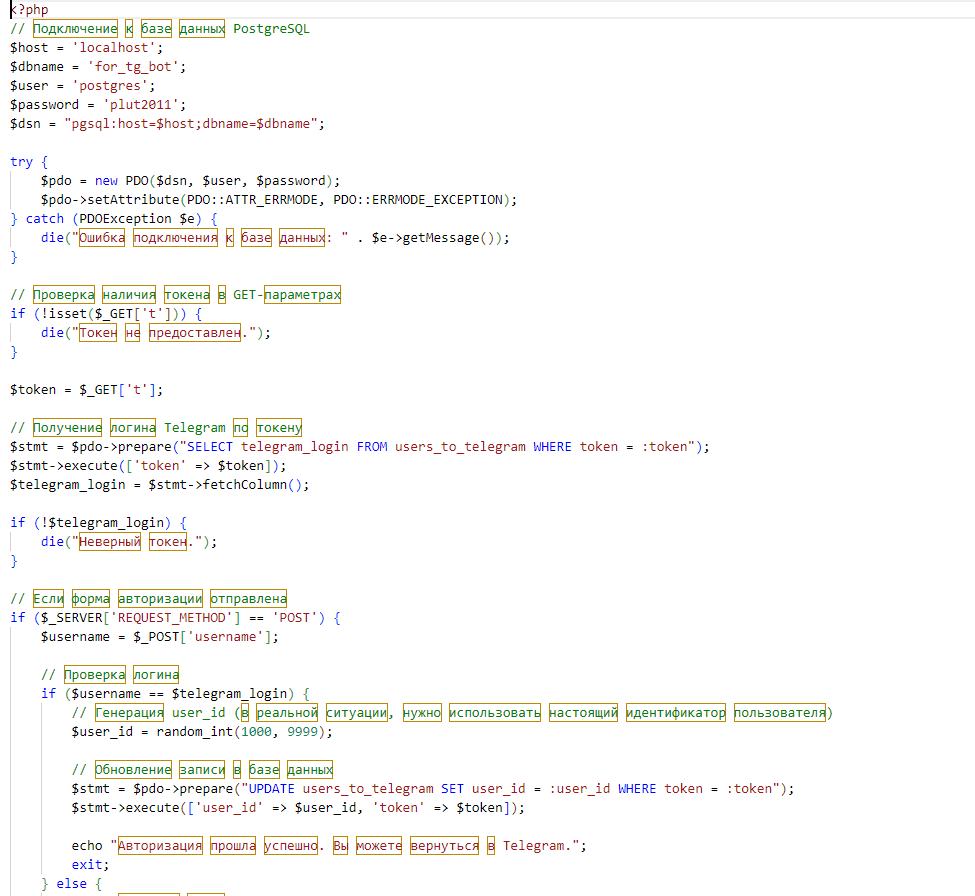 <?php
// Подключение к базе данных PostgreSQL
$host = 'localhost';
$dbname = 'for_tg_bot';
$user = 'postgres';
$password = 'plut2011';
$dsn = "pgsql:host=$host;dbname=$dbname";
try {
$pdo = new PDO($dsn, $user, $password);
$pdo->setAttribute(PDO::ATTR_ERRMODE, PDO::ERRMODE_EXCEPTION);
} catch (PDOException $e) {
die("Ошибка подключения к базе данных: " . $e->getMessage());
}
// Проверка наличия токена в GET-параметрах
if (!isset($_GET['t'])) {
die("Токен не предоставлен.");
}
$token = $_GET['t'];
// Получение логина Telegram по токену
$stmt = $pdo->prepare("SELECT telegram_login FROM users_to_telegram WHERE token = :token");
$stmt->execute(['token' => $token]);
$telegram_login = $stmt->fetchColumn();
if (!$telegram_login) {
die("Неверный токен.");
}
// Если форма авторизации отправлена
if ($_SERVER['REQUEST_METHOD'] == 'POST') {
$username = $_POST['username'];
// Проверка логина
if ($username == $telegram_login) {
// Генерация user_id (в реальной ситуации, нужно использовать настоящий идентификатор пользователя)
$user_id = random_int(1000, 9999);
// Обновление записи в базе данных
$stmt = $pdo->prepare("UPDATE users_to_telegram SET user_id = :user_id WHERE token = :token");
$stmt->execute(['user_id' => $user_id, 'token' => $token]);
echo "Авторизация прошла успешно. Вы можете вернуться в Telegram.";
exit;
} else {